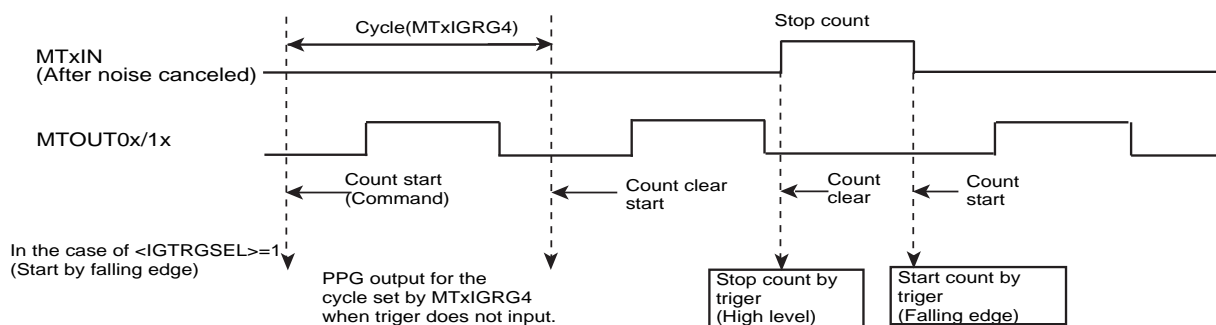 Cycle(MTxIGRG4)
Stop count
MTxIN
(After noise canceled)
MTOUT0x/1x
Count start
(Command)
Count clear
start
Count
clear
Count
start
In the case of <IGTRGSEL>=1
(Start by falling edge)
PPG output for the
cycle set by MTxIGRG4
when triger does not input.
Stop count by
triger
(High level)
Start count by
triger
(Falling edge)